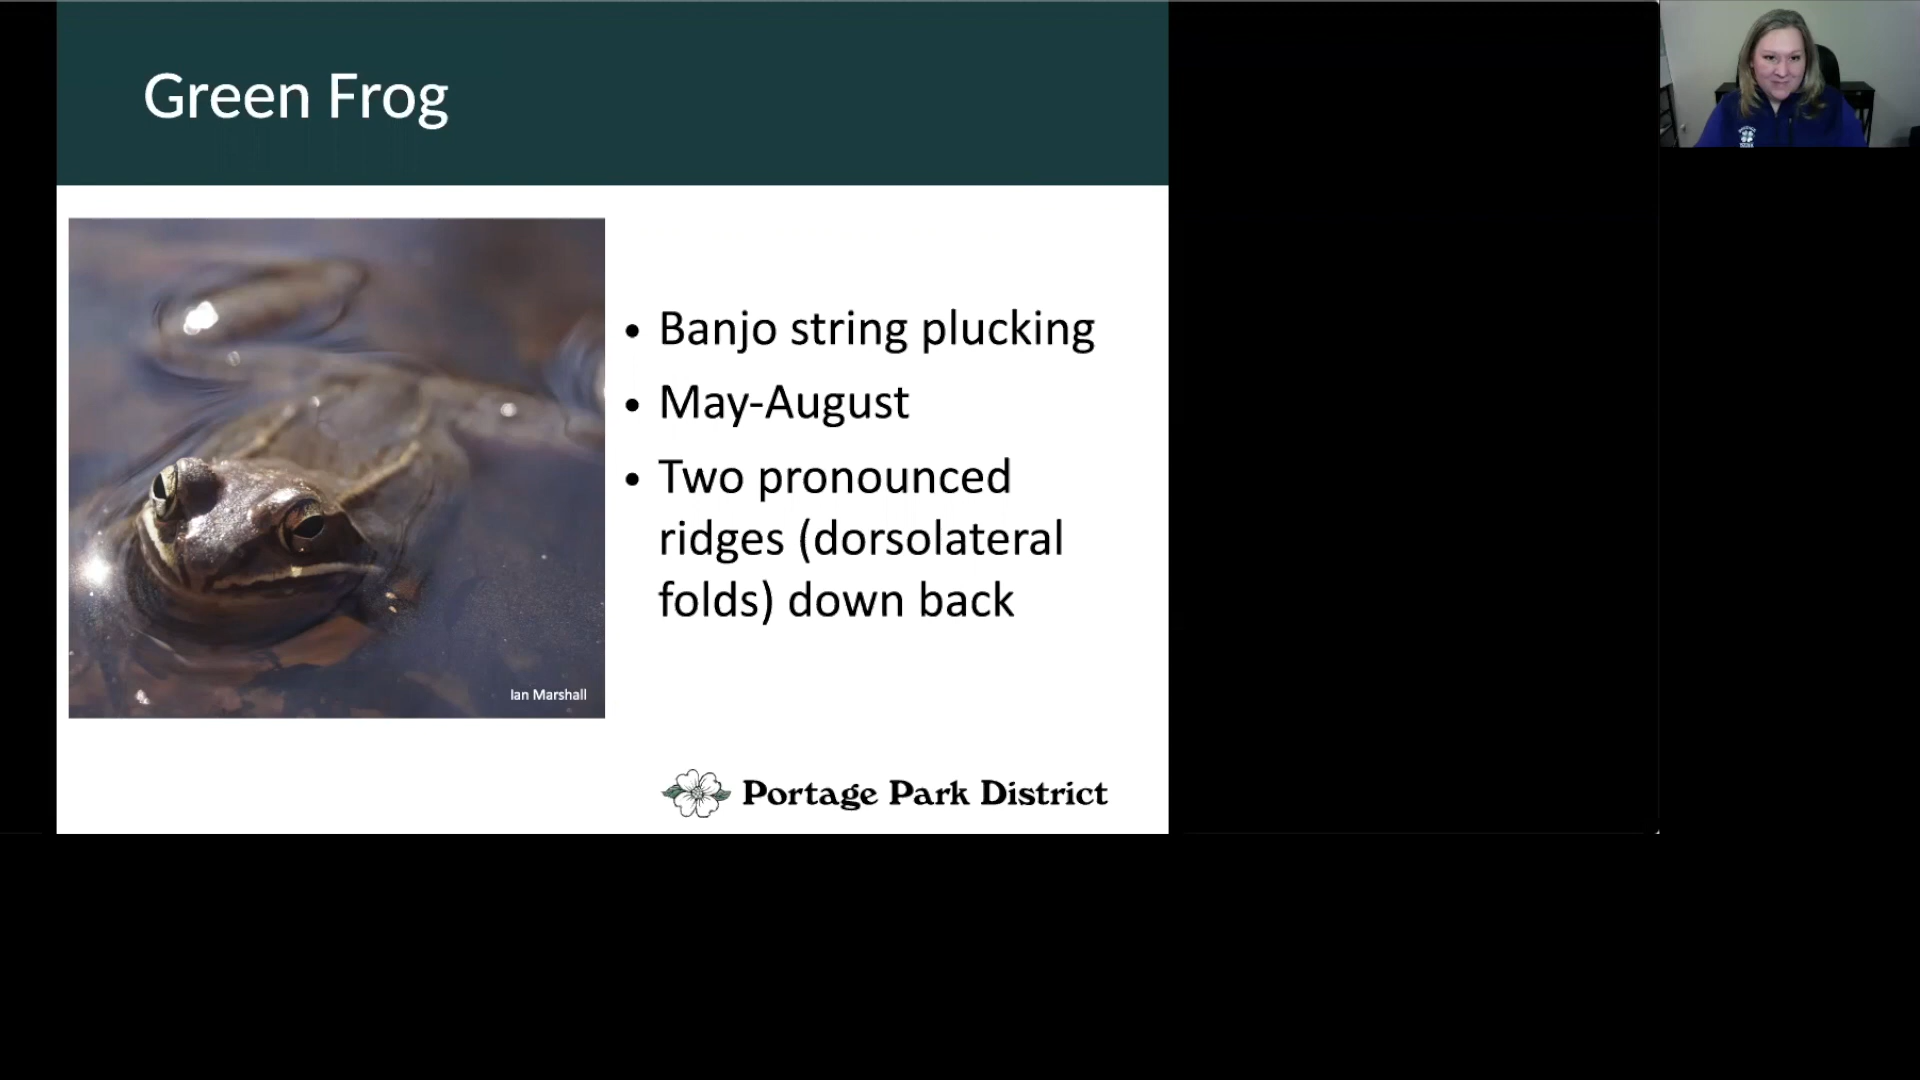 Green Frog
• Banjo string plucking
• May-August
• Two pronounced
ridges (dorsolateral
folds) down back
Ian Marshall
Portage Park District